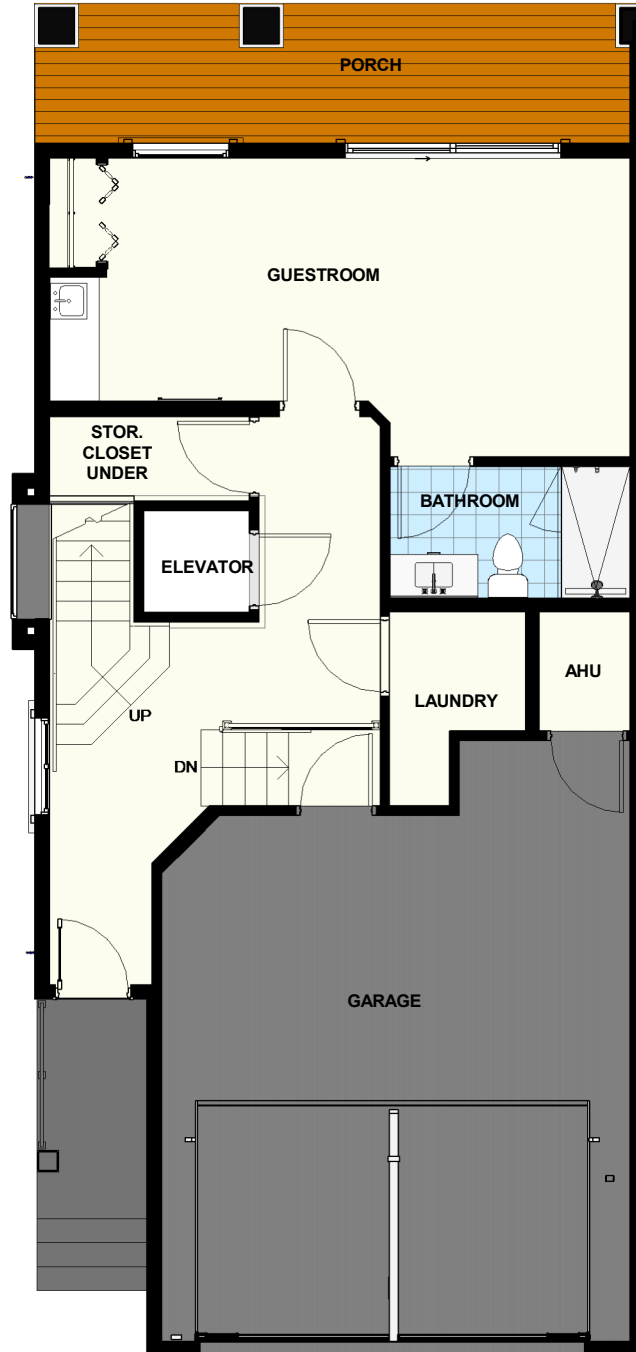 PORCH
GUESTROOM
STOR.
CLOSET
UNDER
BATHROOM
ELEVATOR
AHU
LAUNDRY
UP
DN
GARAGE